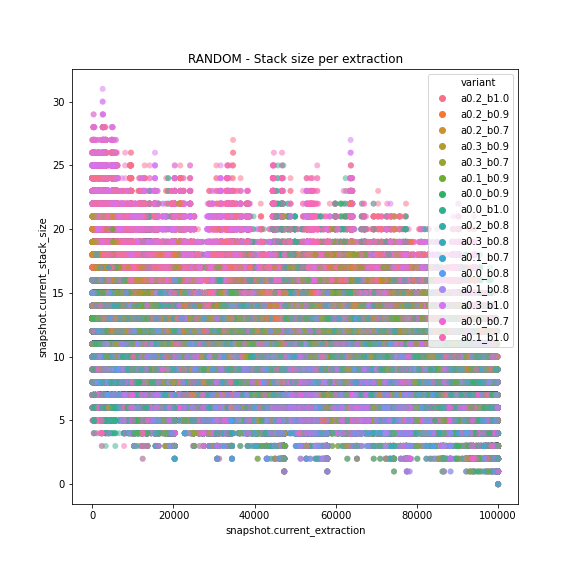 RANDOM - Stack size per extraction
snapshot.current_stack_size
30
25
20
15
10
5
0
variant
a0.2_b1.0
a0.2_b0.9
a0.2_b0.7
a0.3_b0.9
a0.3_b0.7
a0.1_b0.9
a0.0_b0.9
a0.0_b1.0
a0.2_b0.8
a0.3_b0.8
a0.1_b0.7
a0.0_b0.8
a0.1_b0.8
a0.3_b1.0
a0.0_b0.7
a0.1_b1.0
0 20000 40000 60000 80000 100000
snapshot.current_extraction